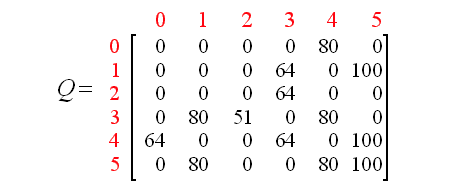 0 1 2 3 4 5
0 0 0 0 0 80 0
1 0 0 0 64 0 100
2 0 0 0 64 0 0
Q= 3 0 80 51 0 80 0
4 64 0 0 64 0 100
5 0 80 0 0 80 100